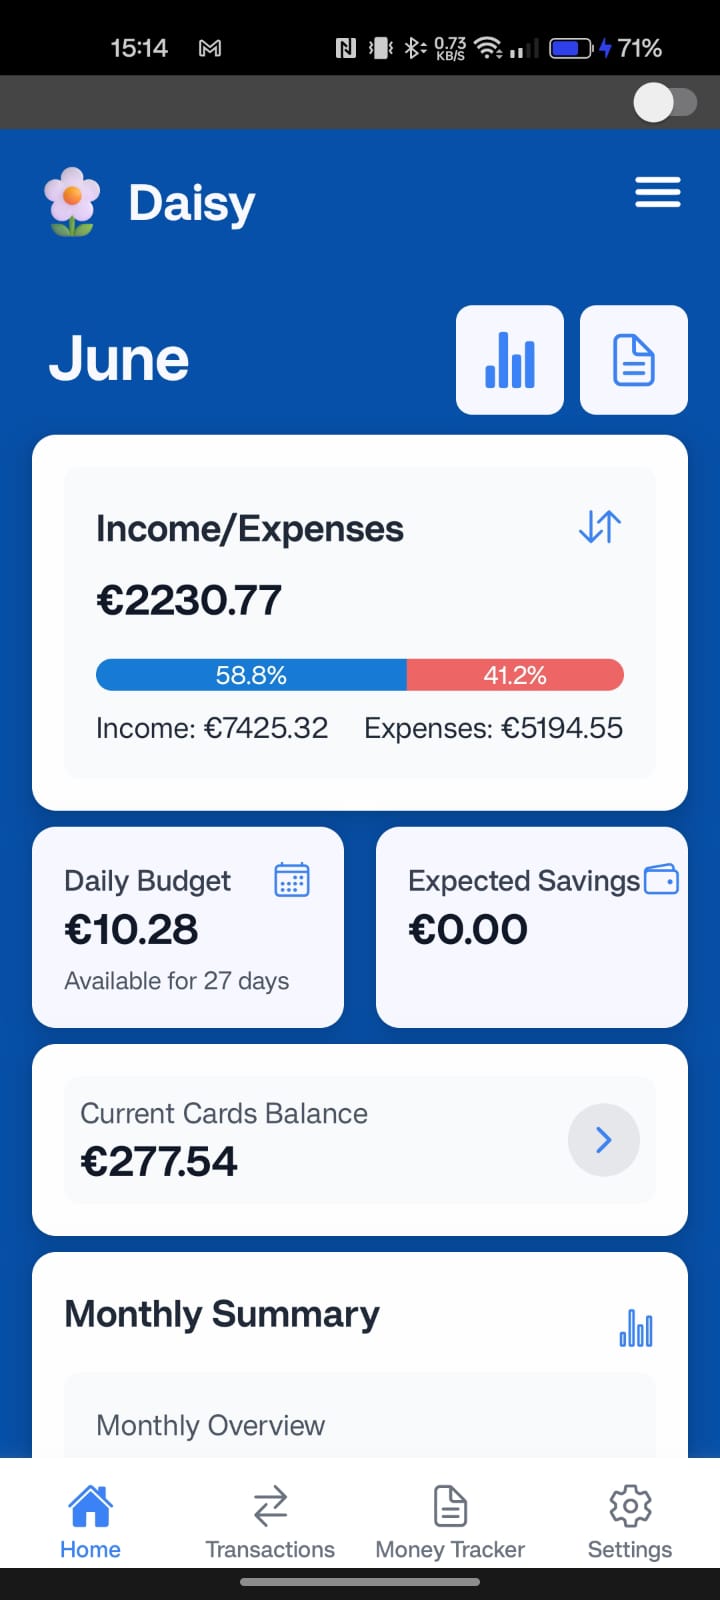 15:14 0.73 KB/S 71%
Daisy
June
Income/Expenses
€2230.77
58.8% 41.2%
Income: €7425.32 Expenses: €5194.55
Daily Budget
€10.28
Available for 27 days
Expected Savings
€0.00
Current Cards Balance
€277.54
Monthly Summary
Monthly Overview
Home Transactions Money Tracker Settings